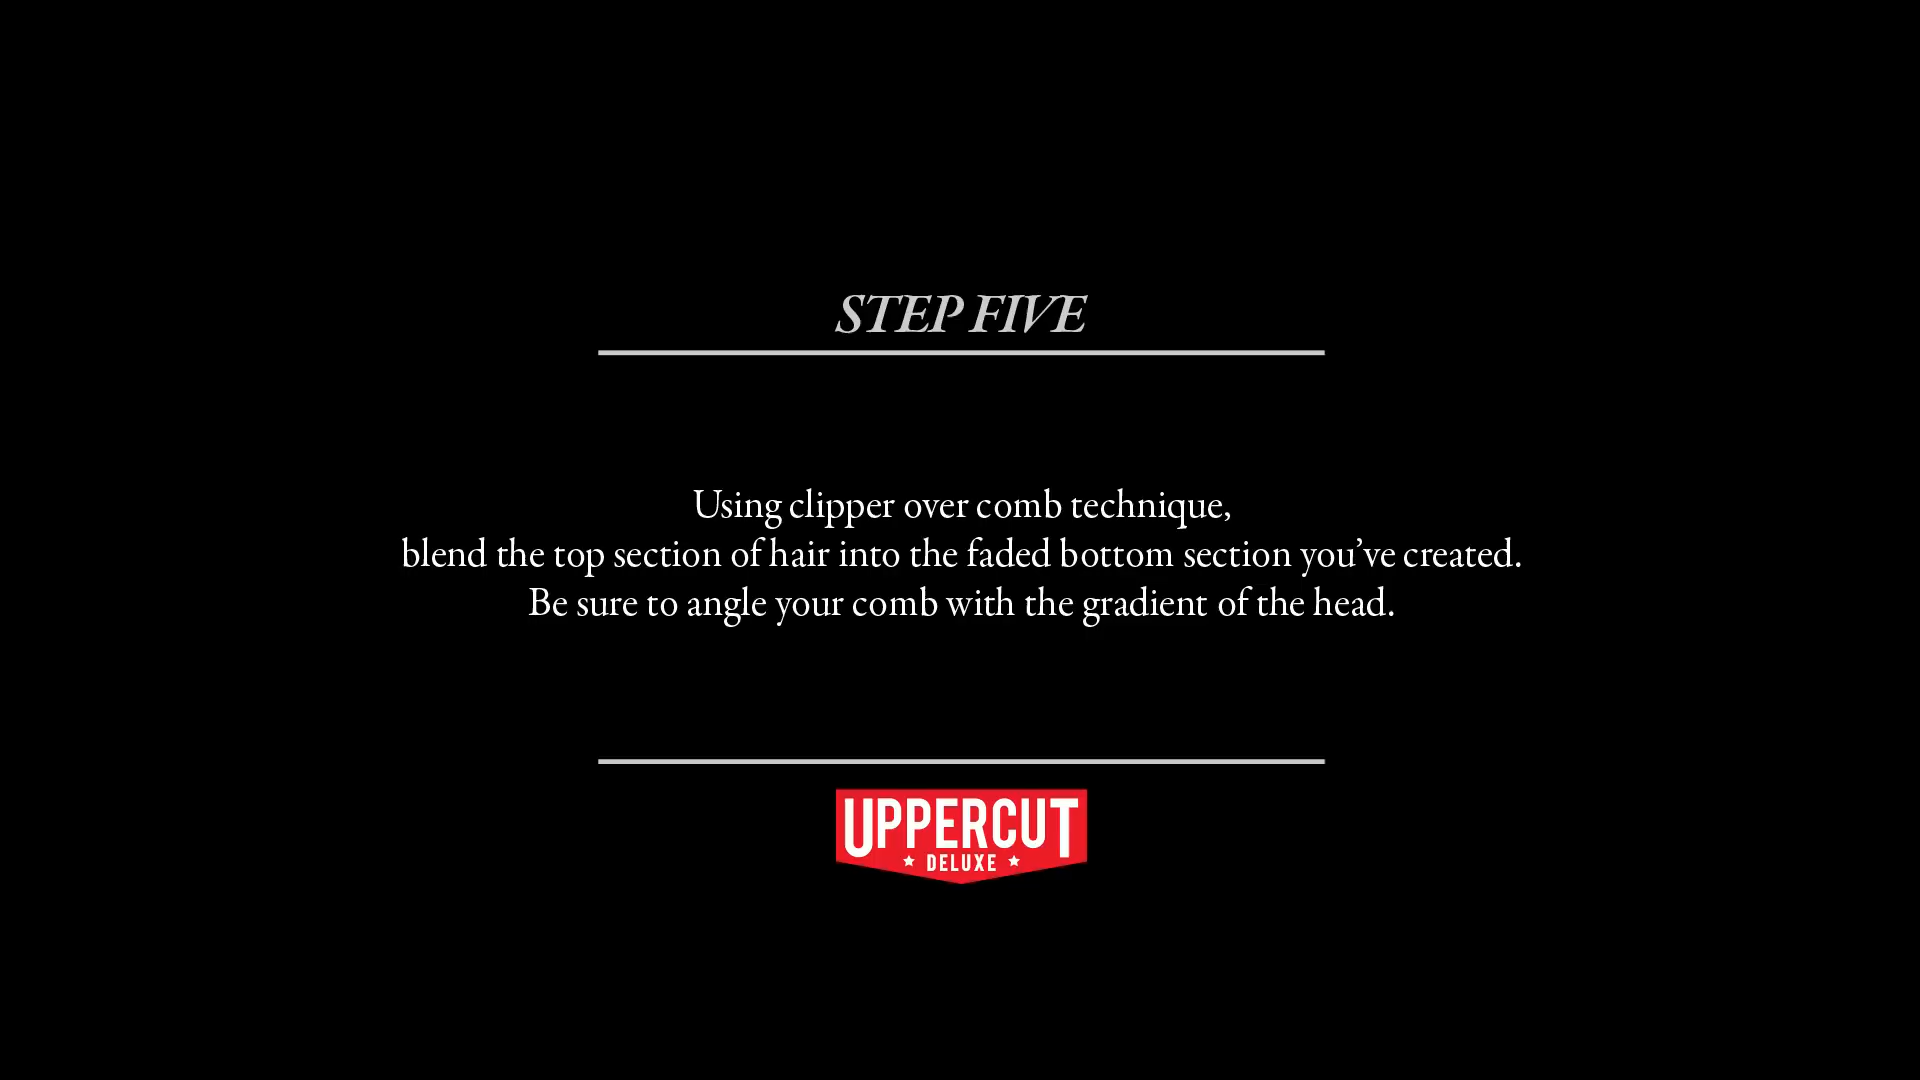 STEP FIVE
Using clipper over comb technique,
blend the top section of hair into the faded bottom section you’ve created.
Be sure to angle your comb with the gradient of the head.
UPPERCUT
DELUXE